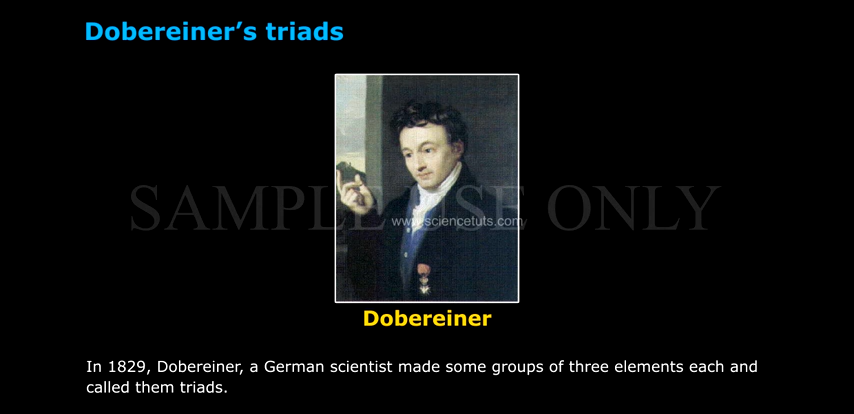 Dobereiner’s triads
SAMPLE USE ONLY
www.sciencetuts.com
Dobereiner
In 1829, Dobereiner, a German scientist made some groups of three elements each and
called them triads.